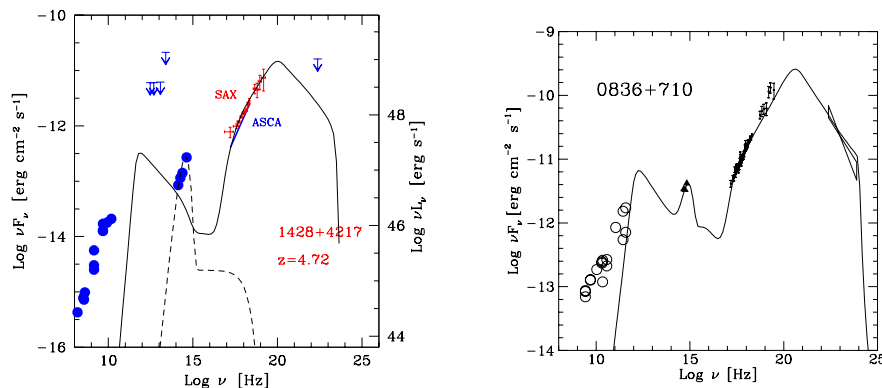 -10
-12
-14
-16
Log νFν [erg cm−2 s−1]
10
15
20
25
Log ν [Hz]
48
46
44
Log νLν [erg s−1]
SAX
ASCA
1428+4217
z=4.72
-9
-10
-11
-12
-13
-14
Log νFν [erg cm−2 s−1]
10
15
20
25
Log ν [Hz]
0836+710